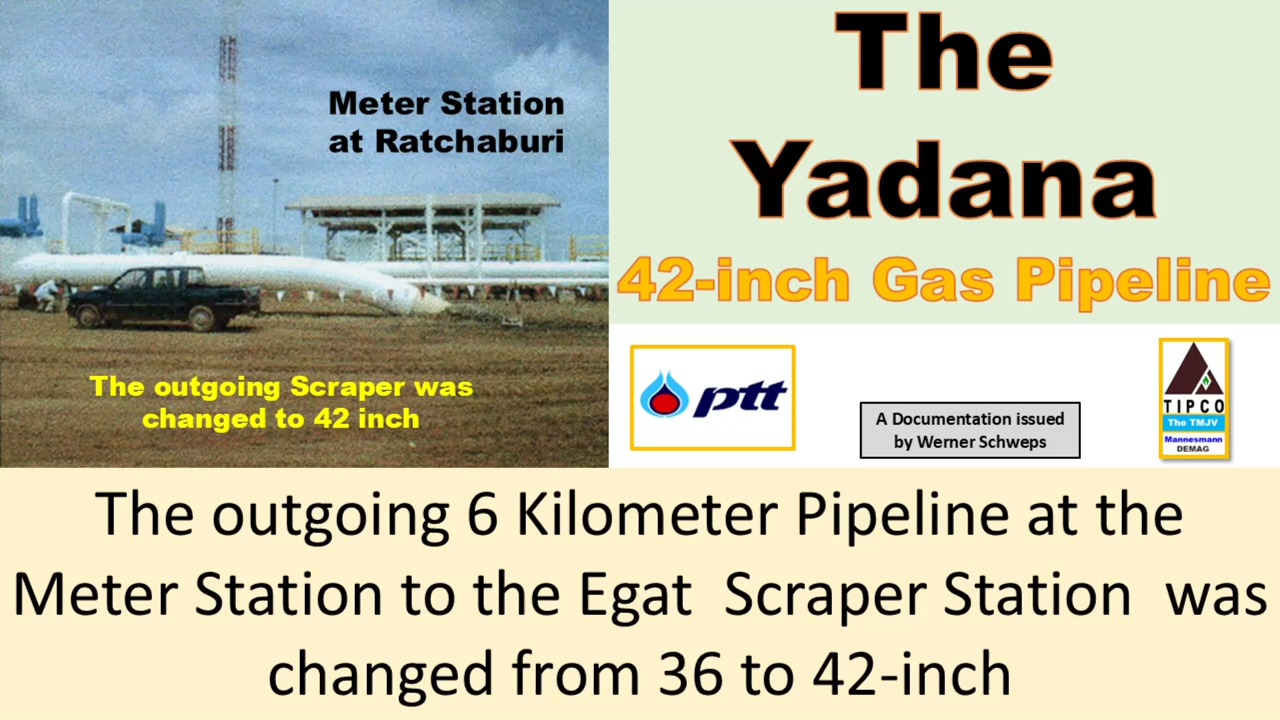 Meter Station
at Ratchaburi
The outgoing Scraper was
changed to 42 inch
The
Yadana
42-inch Gas Pipeline
ptt
A Documentation issued
by Werner Schweps
TIPCO
The TMJV
Mannesmann
DEMAG
The outgoing 6 Kilometer Pipeline at the
Meter Station to the Egat Scraper Station was
changed from 36 to 42-inch